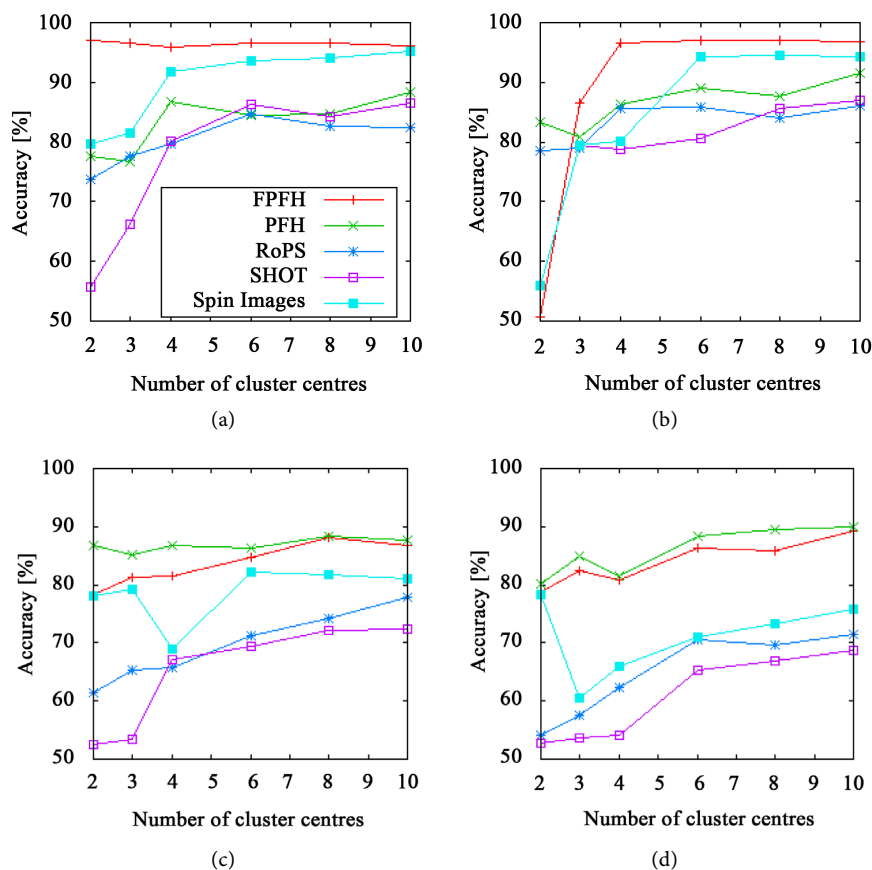 100
90
80
70
60
50
Accuracy [%]
FPFH
PFH
RoPS
SHOT
Spin Images
2 3 4 5 6 7 8 9 10
Number of cluster centres
(a)
100
90
80
70
60
50
Accuracy [%]
2 3 4 5 6 7 8 9 10
Number of cluster centres
(b)
100
90
80
70
60
50
Accuracy [%]
2 3 4 5 6 7 8 9 10
Number of cluster centres
(c)
100
90
80
70
60
50
Accuracy [%]
2 3 4 5 6 7 8 9 10
Number of cluster centres
(d)